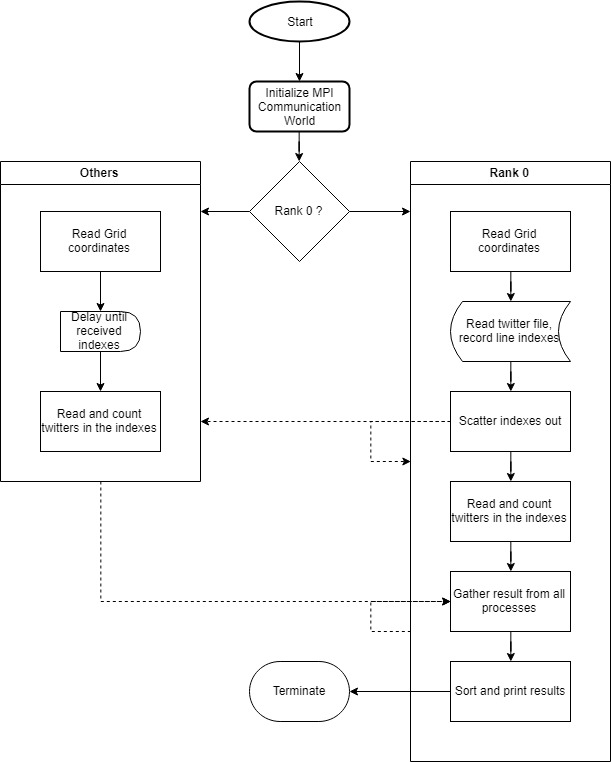 Start
Initialize MPI
Communication
World
Rank 0 ?
Others
Read Grid
coordinates
Delay until
received
indexes
Read and count
twitters in the indexes
Rank 0
Read Grid
coordinates
Read twitter file,
record line indexes
Scatter indexes out
Read and count
twitters in the indexes
Gather result from all
processes
Sort and print results
Terminate